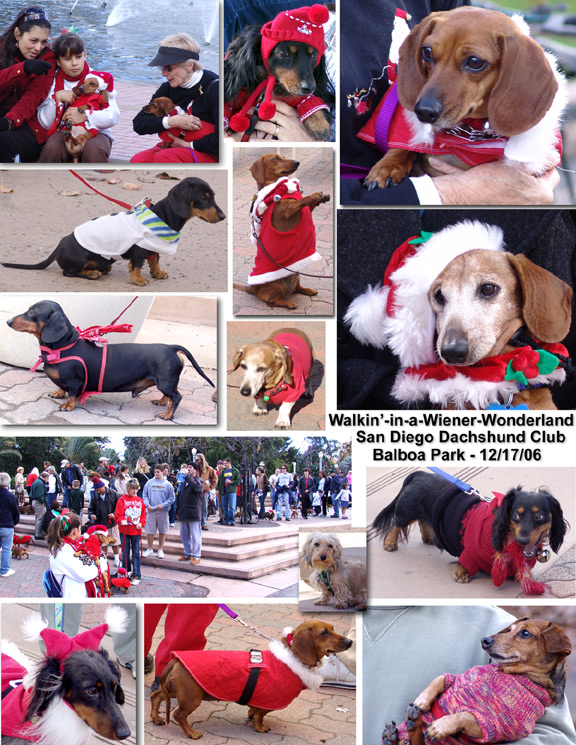 Walkin'-in-a-Wiener-Wonderland
San Diego Dachshund Club
Balboa Park - 12/17/06